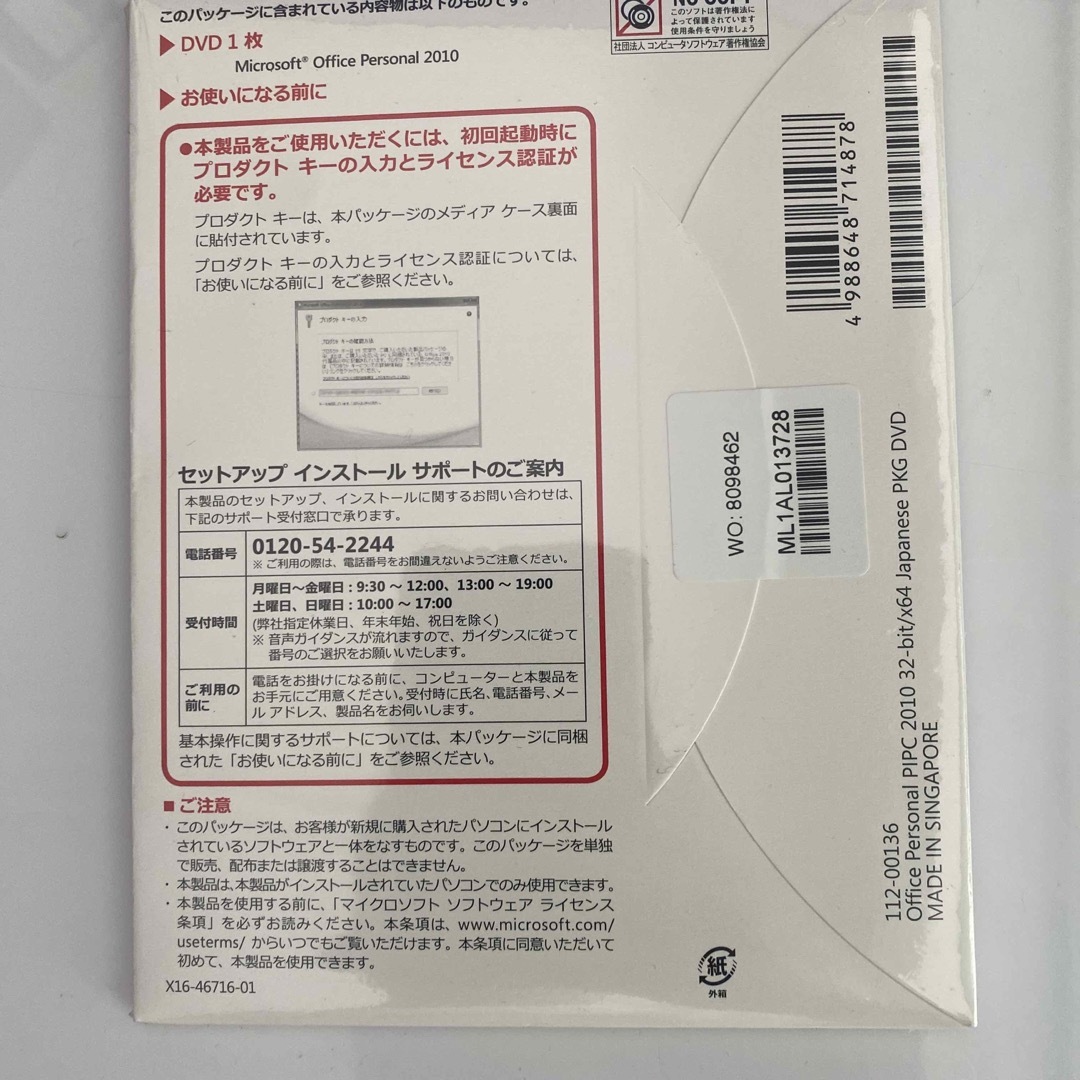 このパッケージに含まれている内容物は以下のものです。
▶ DVD 1 枚
Microsoft® Office Personal 2010
▶ お使いになる前に
●本製品をご使用いただくには、初回起動時に
プロダクト キーの入力とライセンス認証が
必要です。
プロダクト キーは、本パッケージのメディア ケース裏面
に貼付されています。
プロダクト キーの入力とライセンス認証については、
「お使いになる前に」をご参照ください。
プロダクト キーの入力
セットアップ インストール サポートのご案内
本製品のセットアップ、インストールに関するお問い合わせは、
下記のサポート受付窓口で承ります。
電話番号
0120-54-2244
※ ご利用の際は、電話番号をお間違えないようご注意ください。
受付時間
月曜日～金曜日：9:30 ～ 12:00、13:00 ～ 19:00
土曜日、日曜日：10:00 ～ 17:00
(弊社指定休業日、年末年始、祝日を除く)
※ 音声ガイダンスが流れますので、ガイダンスに従って
番号のご選択をお願いいたします。
ご利用の
前に
電話をお掛けになる前に、コンピューターと本製品を
お手元にご用意ください。受付時に氏名、電話番号、メー
ル アドレス、製品名をお伺いします。
基本操作に関するサポートについては、本パッケージに同梱
された「お使いになる前に」をご参照ください。
■ ご注意
・このパッケージは、お客様が新規に購入されたパソコンにインストール
されているソフトウェアと一体をなすものです。このパッケージを単独
で販売、配布または譲渡することはできません。
・本製品は、本製品がインストールされていたパソコンでのみ使用できます。
・本製品を使用する前に、「マイクロソフト ソフトウェア ライセンス
条項」を必ずお読みください。本条項は、www.microsoft.com/
useterms/ からいつでもご覧いただけます。本条項に同意いただいて
初めて、本製品を使用できます。
X16-46716-01
NO COPY
このソフトは著作権法に
よって保護されています
使用条件を守りましょう
社団法人 コンピュータソフトウェア著作権協会
4 988648 714878
WO: 8098462
ML1AL013728
112-00136
Office Personal PIPC 2010 32-bit/x64 Japanese PKG DVD
MADE IN SINGAPORE
紙
外箱